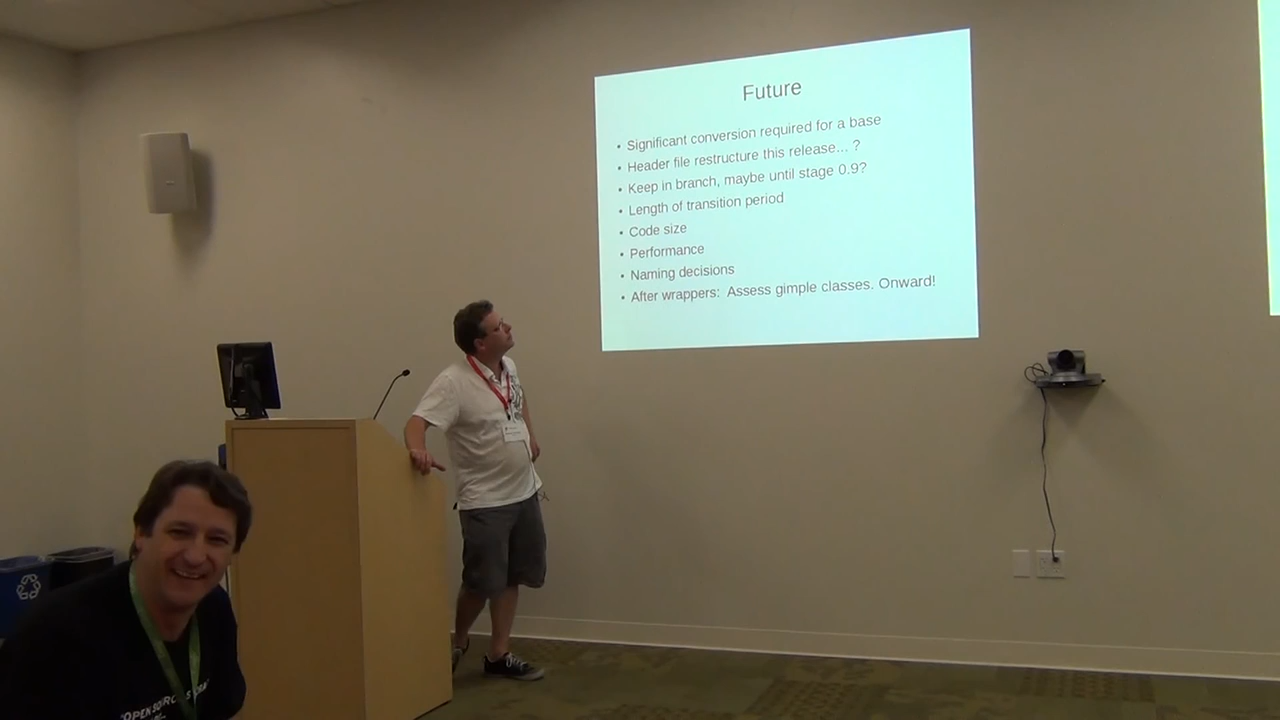 Future
• Significant conversion required for a base
• Header file restructure this release... ?
• Keep in branch, maybe until stage 0.9?
• Length of transition period
• Code size
• Performance
• Naming decisions
• After wrappers:  Assess gimple classes. Onward!